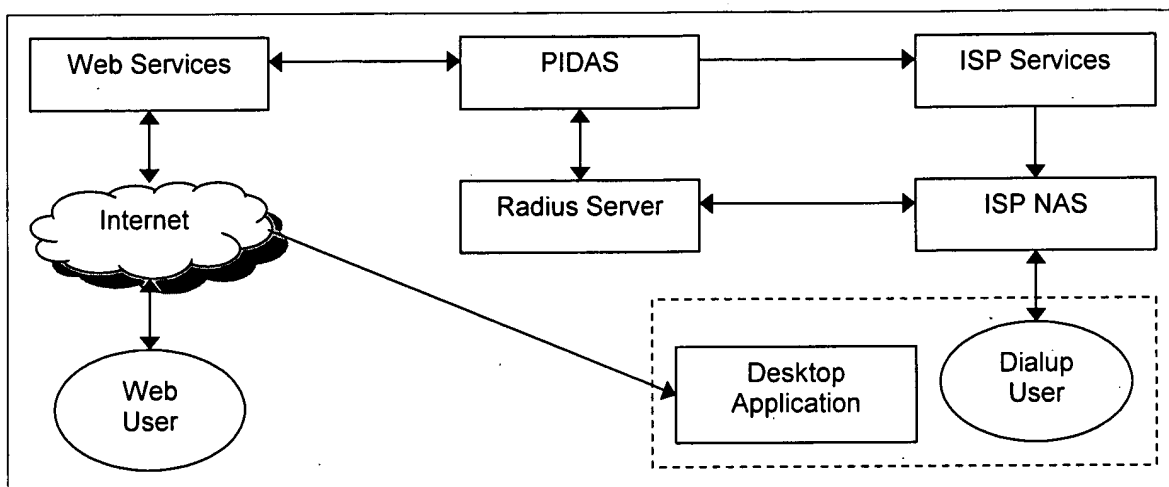 Web Services
PIDAS
ISP Services
Internet
Radius Server
ISP NAS
Web
User
Desktop
Application
Dialup
User